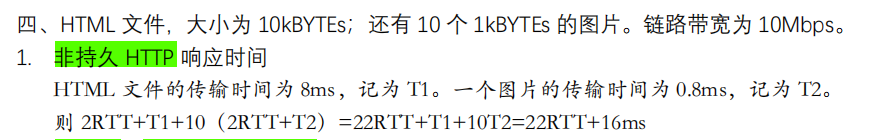 四、HTML 文件，大小为 10kBYTEs；还有 10 个 1kBYTEs 的图片。链路带宽为 10Mbps。
1. 非持久 HTTP 响应时间
HTML 文件的传输时间为 8ms，记为 T1。一个图片的传输时间为 0.8ms，记为 T2。
则 2RTT+T1+10（2RTT+T2）=22RTT+T1+10T2=22RTT+16ms